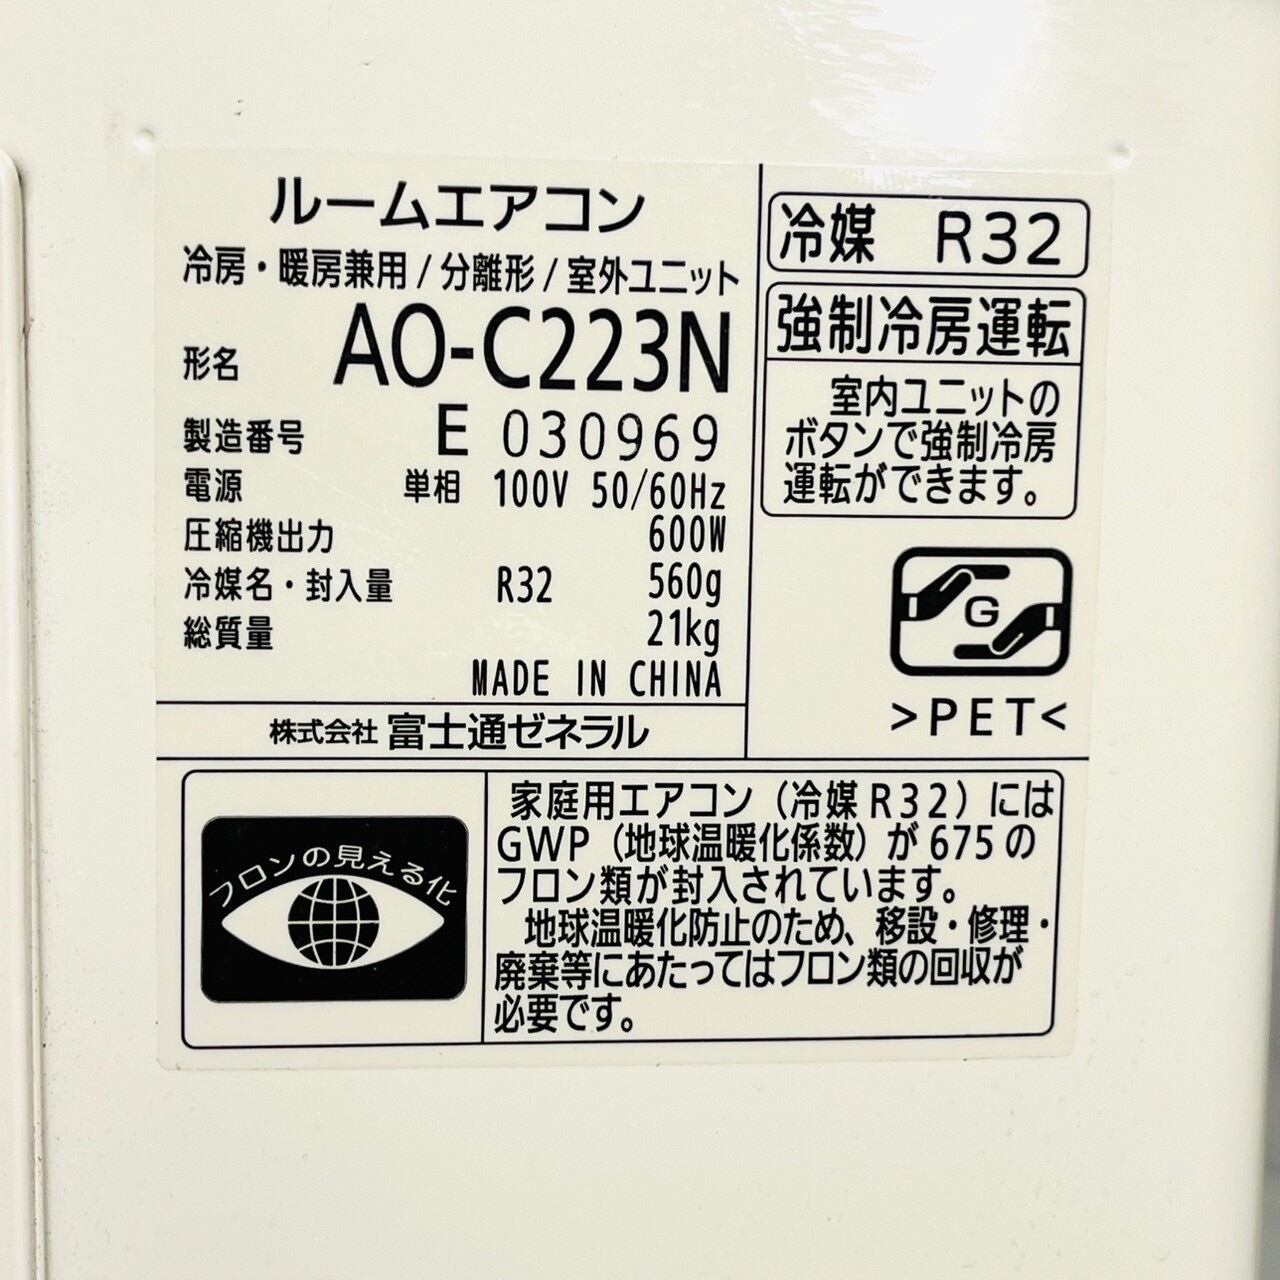 ルームエアコン
冷房・暖房兼用/分離形/室外ユニット
形名 AO-C223N
製造番号 E 030969
電源 単相 100V 50/60Hz
圧縮機出力 600W
冷媒名・封入量 R32 560g
総質量 21kg
MADE IN CHINA
株式会社 富士通ゼネラル
冷媒 R32
強制冷房運転
室内ユニットの
ボタンで強制冷房
運転ができます。
G
>PET<
フロンの見える化
家庭用エアコン（冷媒R32）には
GWP（地球温暖化係数）が675の
フロン類が封入されています。
地球温暖化防止のため、移設・修理・
廃棄等にあたってはフロン類の回収が
必要です。